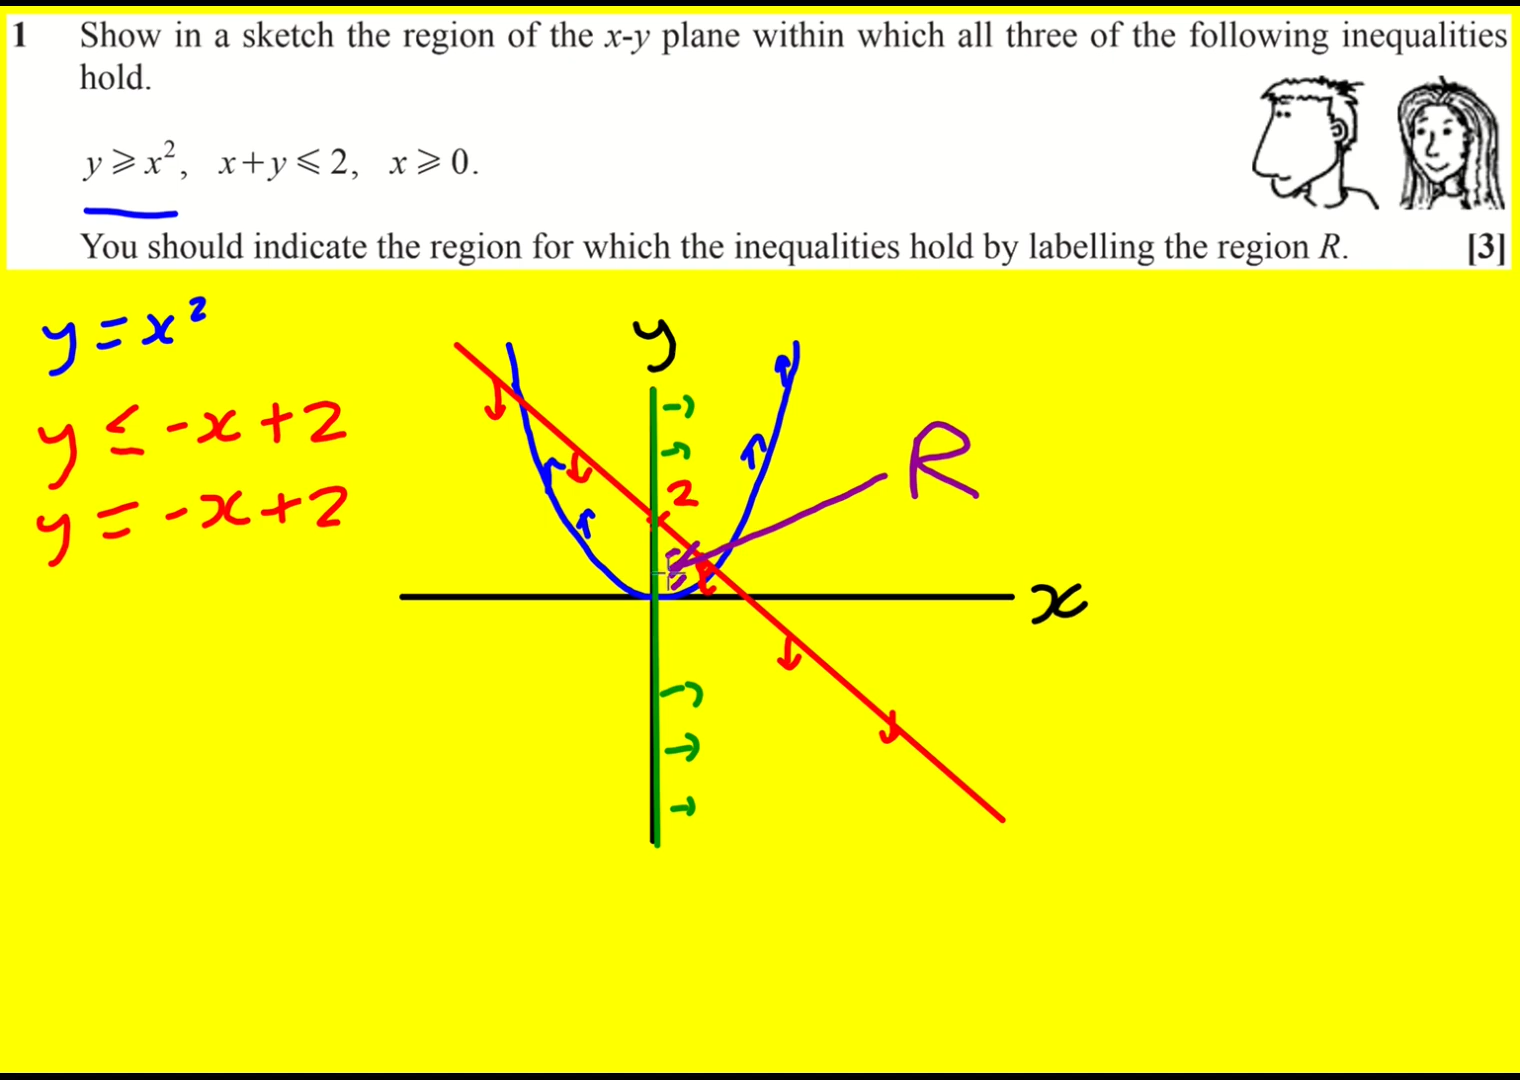 1 Show in a sketch the region of the x-y plane within which all three of the following inequalities
hold.
y ⩾ x², x + y ⩽ 2, x ⩾ 0.
You should indicate the region for which the inequalities hold by labelling the region R. [3]
y = x²
y ≤ -x + 2
y = -x + 2
y
R
2
x